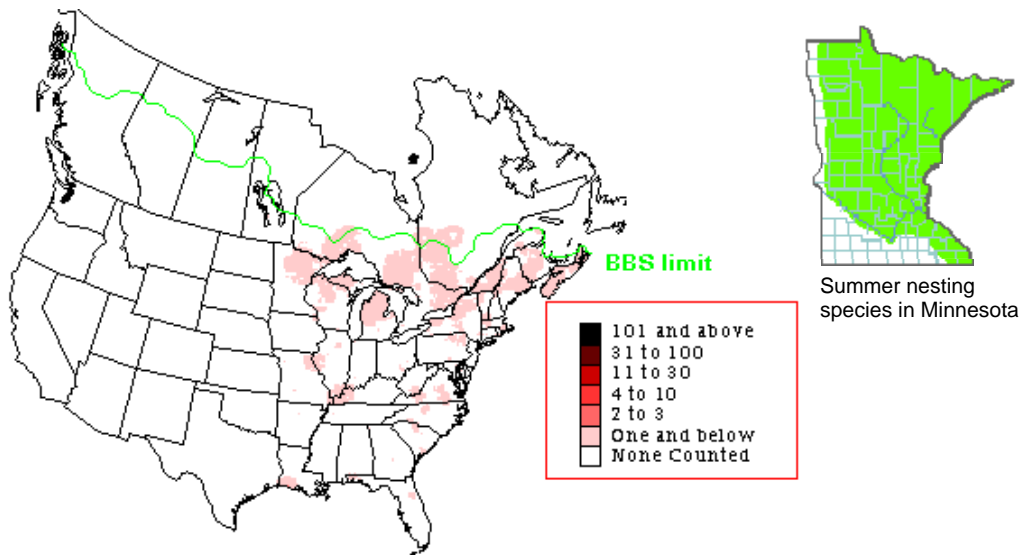 BBS limit
101 and above
31 to 100
11 to 30
4 to 10
2 to 3
One and below
None Counted
Summer nesting
species in Minnesota